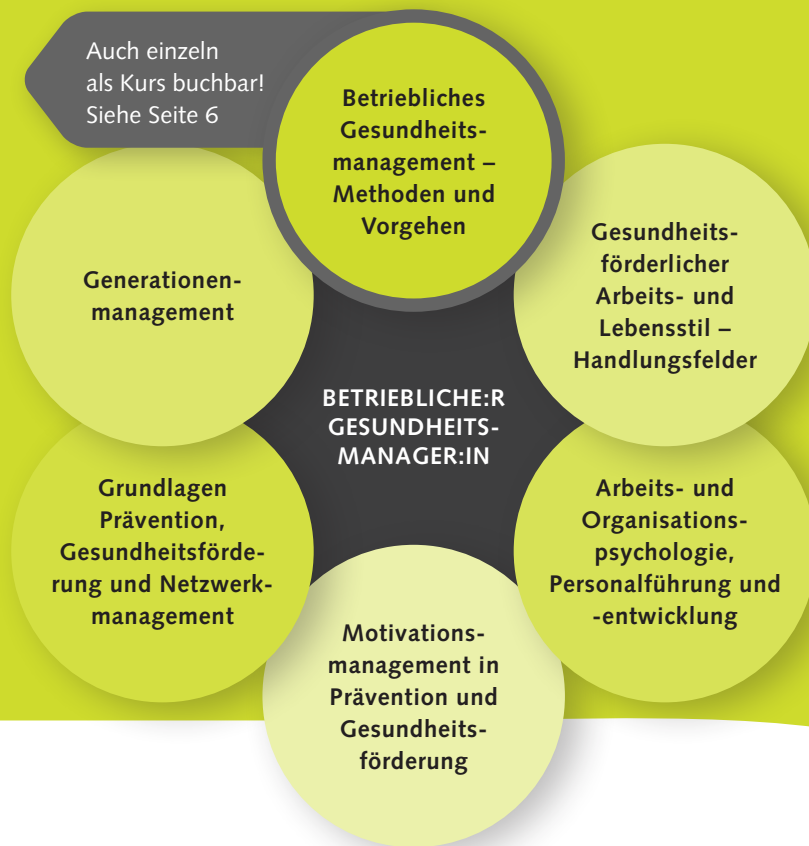 Auch einzeln
als Kurs buchbar!
Siehe Seite 6
Betriebliches
Gesundheits-
management –
Methoden und
Vorgehen
Gesundheits-
förderlicher
Arbeits- und
Lebensstil –
Handlungsfelder
Generationen-
management
BETRIEBLICHE:R
GESUNDHEITS-
MANAGER:IN
Grundlagen
Prävention,
Gesundheitsförde-
rung und Netzwerk-
management
Arbeits- und
Organisations-
psychologie,
Personalführung und
-entwicklung
Motivations-
management in
Prävention und
Gesundheits-
förderung